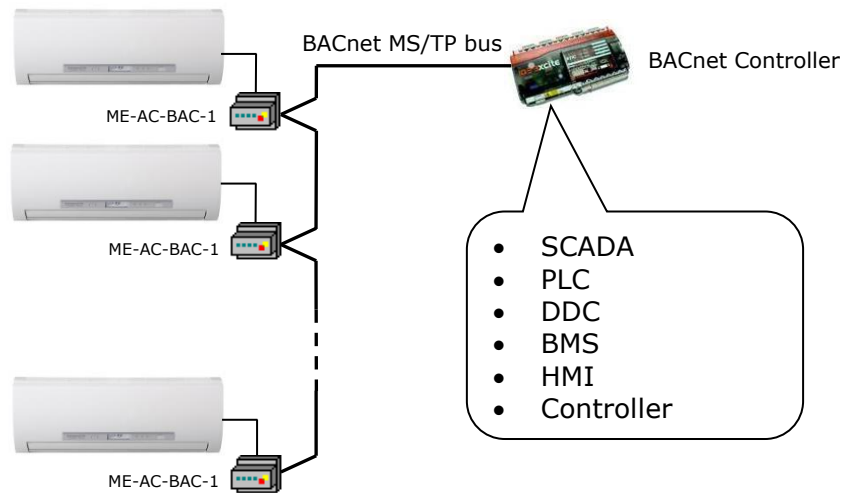 BACnet MS/TP bus
BACnet Controller
ME-AC-BAC-1
ME-AC-BAC-1
• SCADA
• PLC
• DDC
• BMS
• HMI
• Controller
ME-AC-BAC-1